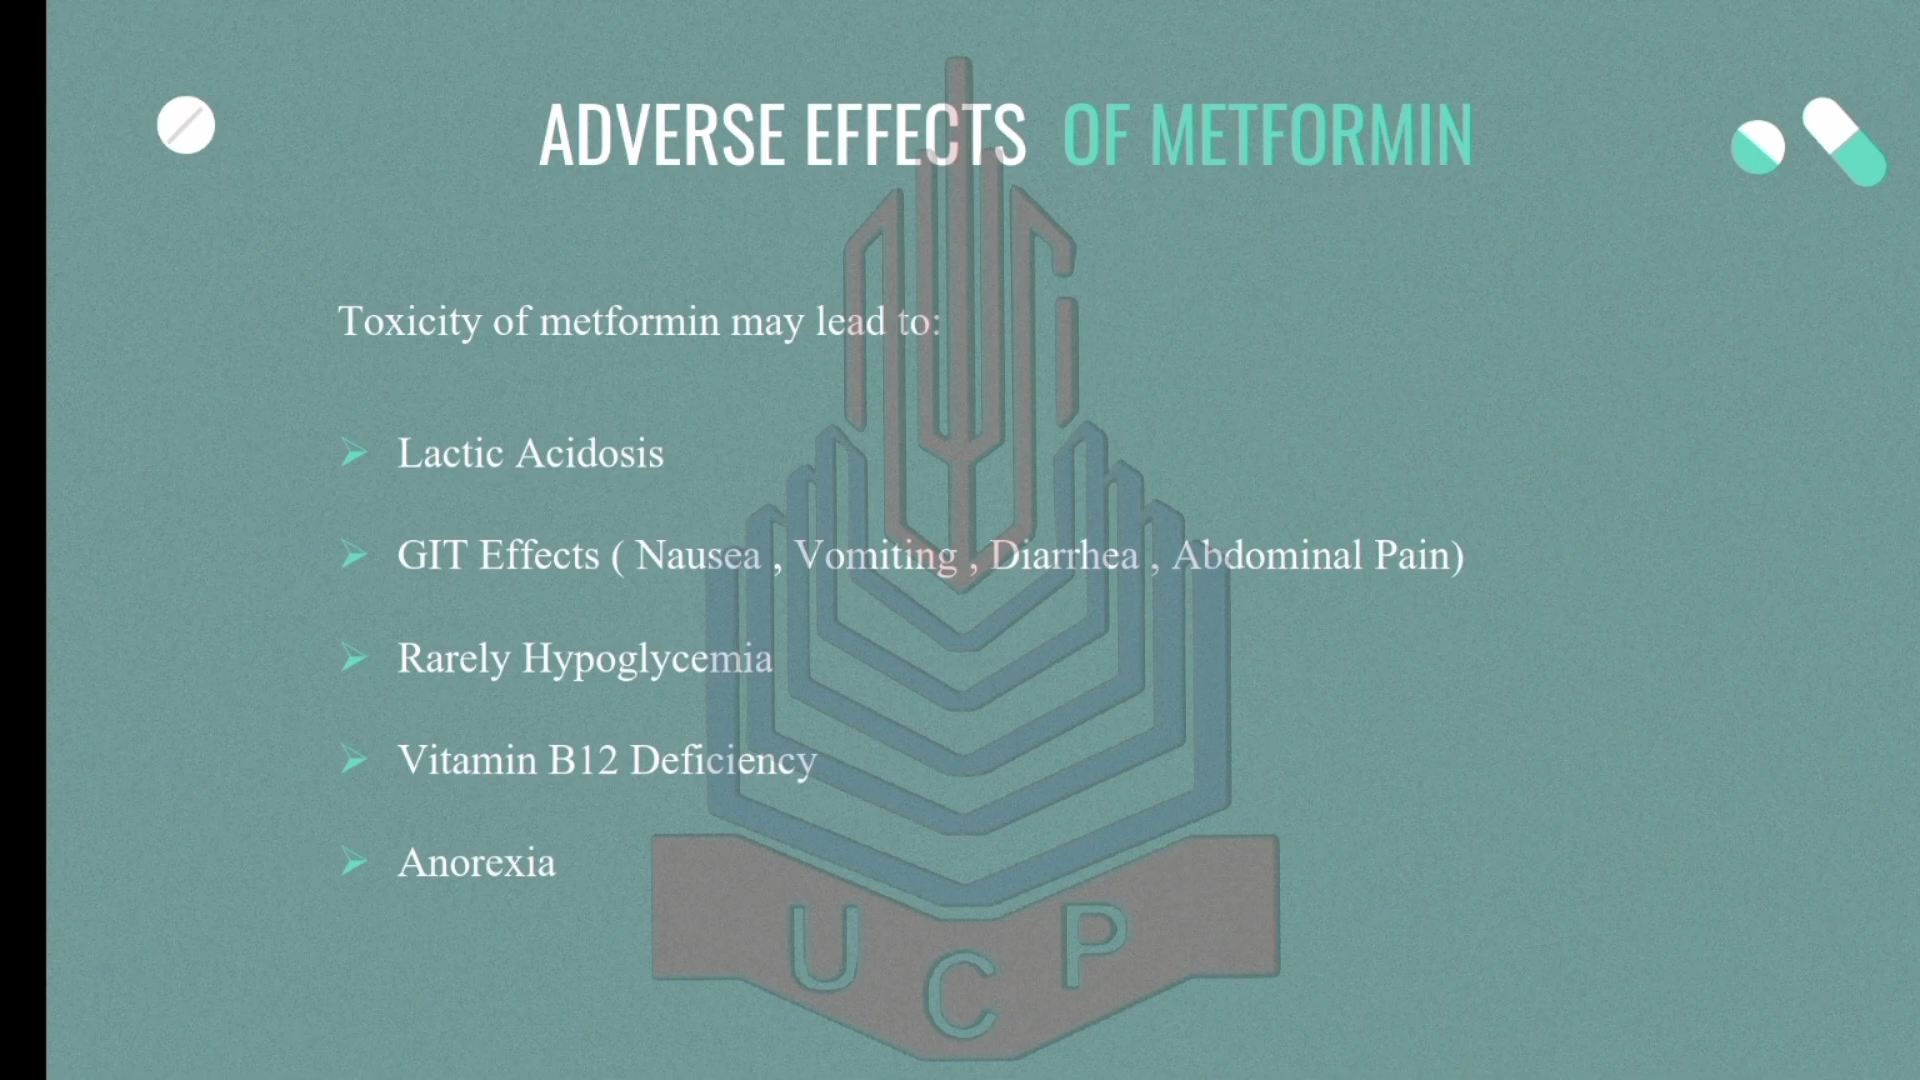 ADVERSE EFFECTS OF METFORMIN
Toxicity of metformin may lead to:
Lactic Acidosis
GIT Effects ( Nausea , Vomiting , Diarrhea , Abdominal Pain)
Rarely Hypoglycemia
Vitamin B12 Deficiency
Anorexia
UCP